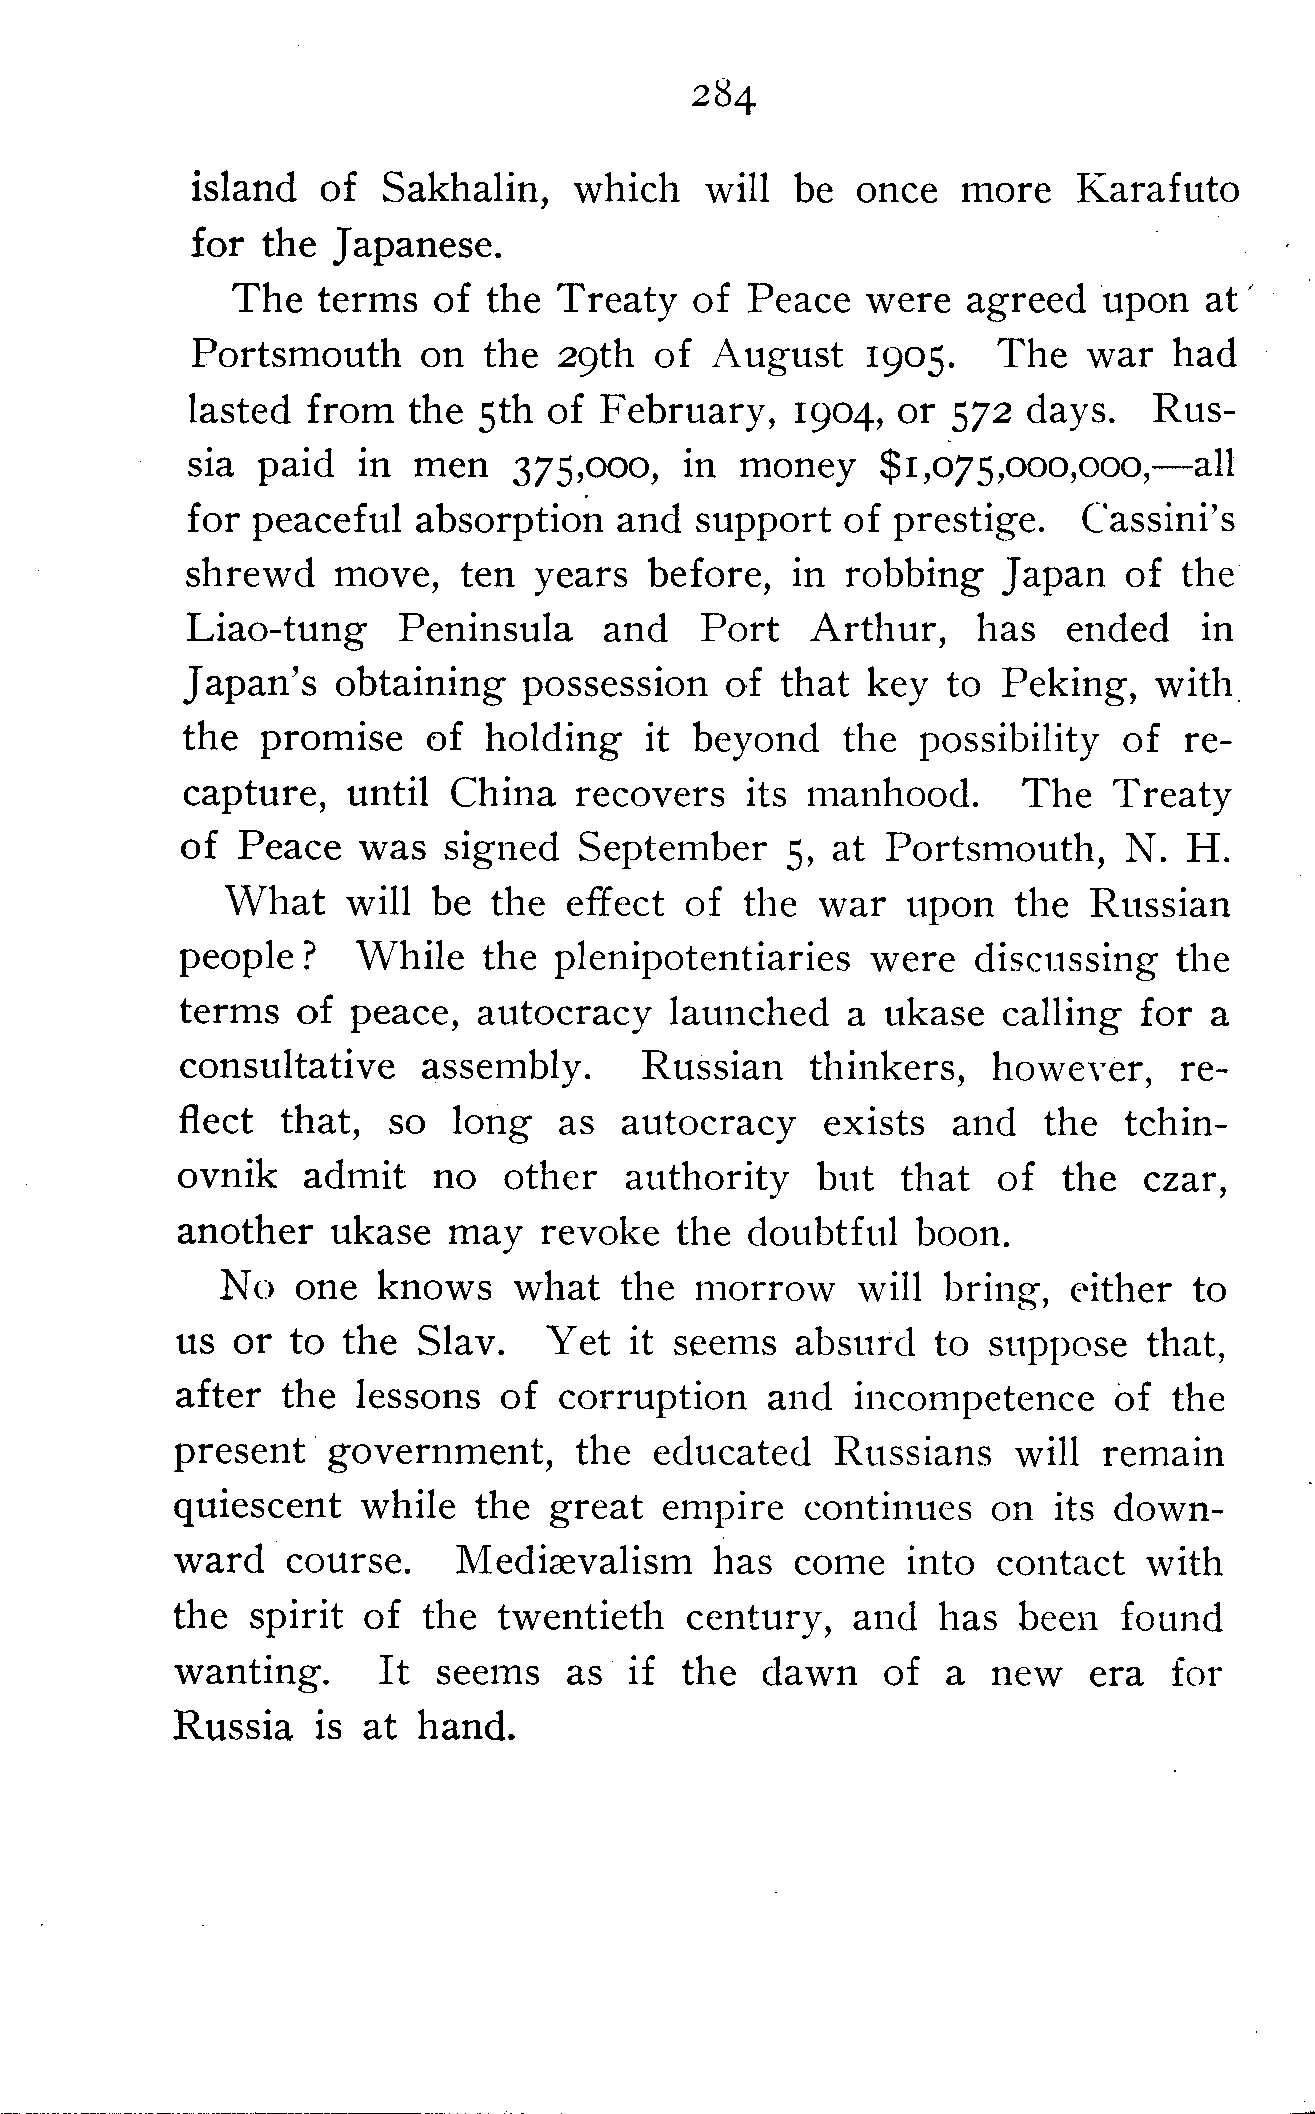 284
island of Sakhalin, which will be once more Karafuto
for the Japanese.
The terms of the Treaty of Peace were agreed upon at
Portsmouth on the 29th of August 1905. The war had
lasted from the 5th of February, 1904, or 572 days. Rus-
sia paid in men 375,000, in money $1,075,000,000,—all
for peaceful absorption and support of prestige. Cassini's
shrewd move, ten years before, in robbing Japan of the
Liao-tung Peninsula and Port Arthur, has ended in
Japan's obtaining possession of that key to Peking, with
the promise of holding it beyond the possibility of re-
capture, until China recovers its manhood. The Treaty
of Peace was signed September 5, at Portsmouth, N. H.
What will be the effect of the war upon the Russian
people? While the plenipotentiaries were discussing the
terms of peace, autocracy launched a ukase calling for a
consultative assembly. Russian thinkers, however, re-
flect that, so long as autocracy exists and the tchin-
ovnik admit no other authority but that of the czar,
another ukase may revoke the doubtful boon.
No one knows what the morrow will bring, either to
us or to the Slav. Yet it seems absurd to suppose that,
after the lessons of corruption and incompetence of the
present government, the educated Russians will remain
quiescent while the great empire continues on its down-
ward course. Mediævalism has come into contact with
the spirit of the twentieth century, and has been found
wanting. It seems as if the dawn of a new era for
Russia is at hand.